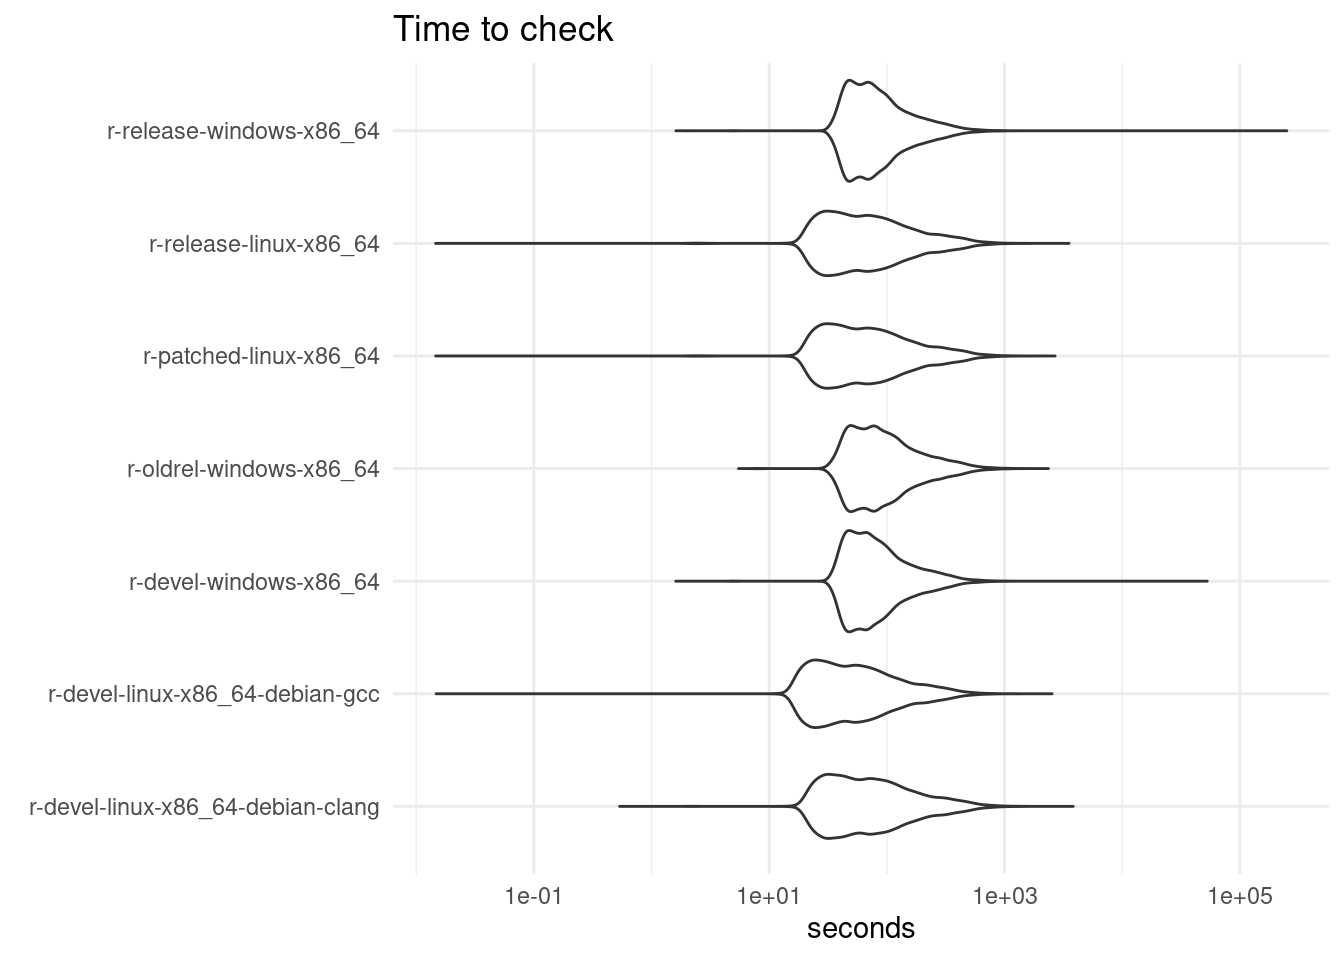 Time to check
r-release-windows-x86_64
r-release-linux-x86_64
r-patched-linux-x86_64
r-oldrel-windows-x86_64
r-devel-windows-x86_64
r-devel-linux-x86_64-debian-gcc
r-devel-linux-x86_64-debian-clang
1e-01 1e+01 1e+03 1e+05
seconds